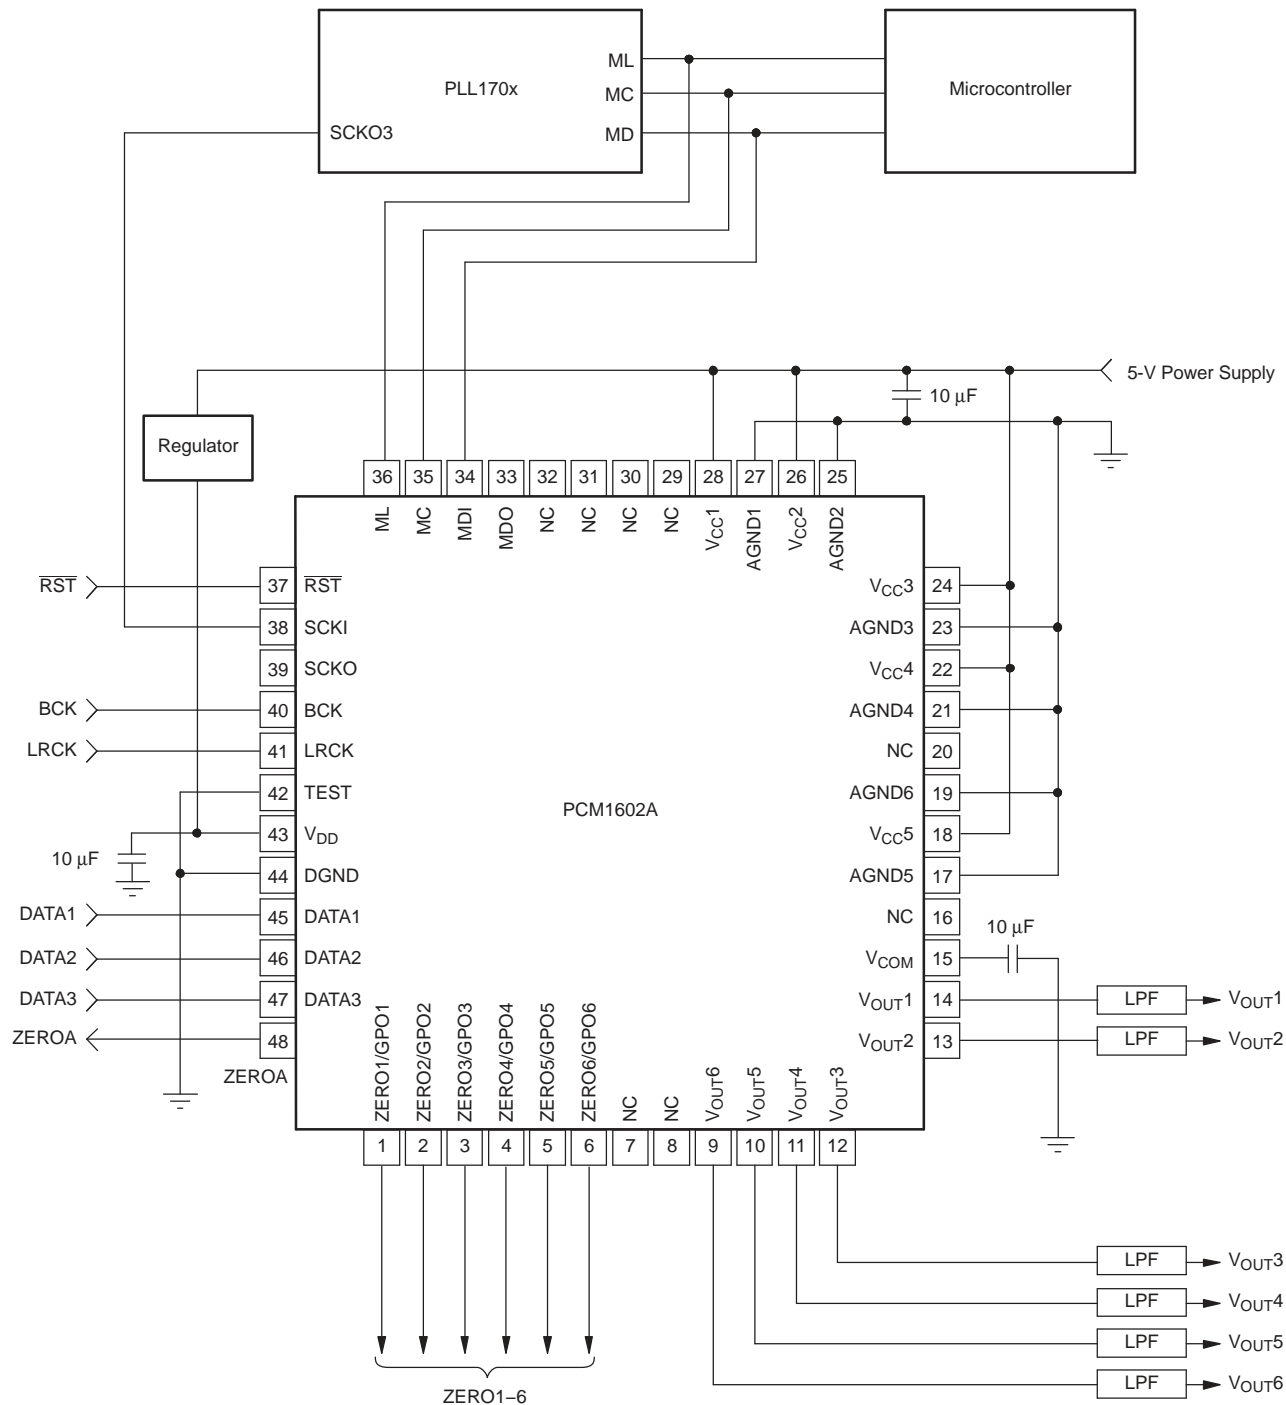 PLL170x
ML
MC
MD
SCKO3
Microcontroller
5-V Power Supply
10 µF
Regulator
36 35 34 33 32 31 30 29 28 27 26 25
ML MC MDI MDO NC NC NC NC VCC1 AGND1 VCC2 AGND2
RST 37 RST
38 SCKI
39 SCKO
BCK 40 BCK
LRCK 41 LRCK
42 TEST
43 VDD
10 µF
44 DGND
DATA1 45 DATA1
DATA2 46 DATA2
DATA3 47 DATA3
ZEROA 48
ZEROA
PCM1602A
VCC3 24
AGND3 23
VCC4 22
AGND4 21
NC 20
AGND6 19
VCC5 18
AGND5 17
NC 16
10 µF
VCOM 15
VOUT1 14 LPF VOUT1
VOUT2 13 LPF VOUT2
ZERO1/GPO1 ZERO2/GPO2 ZERO3/GPO3 ZERO4/GPO4 ZERO5/GPO5 ZERO6/GPO6 NC NC VOUT6 VOUT5 VOUT4 VOUT3
1 2 3 4 5 6 7 8 9 10 11 12
LPF VOUT3
LPF VOUT4
LPF VOUT5
LPF VOUT6
ZERO1–6